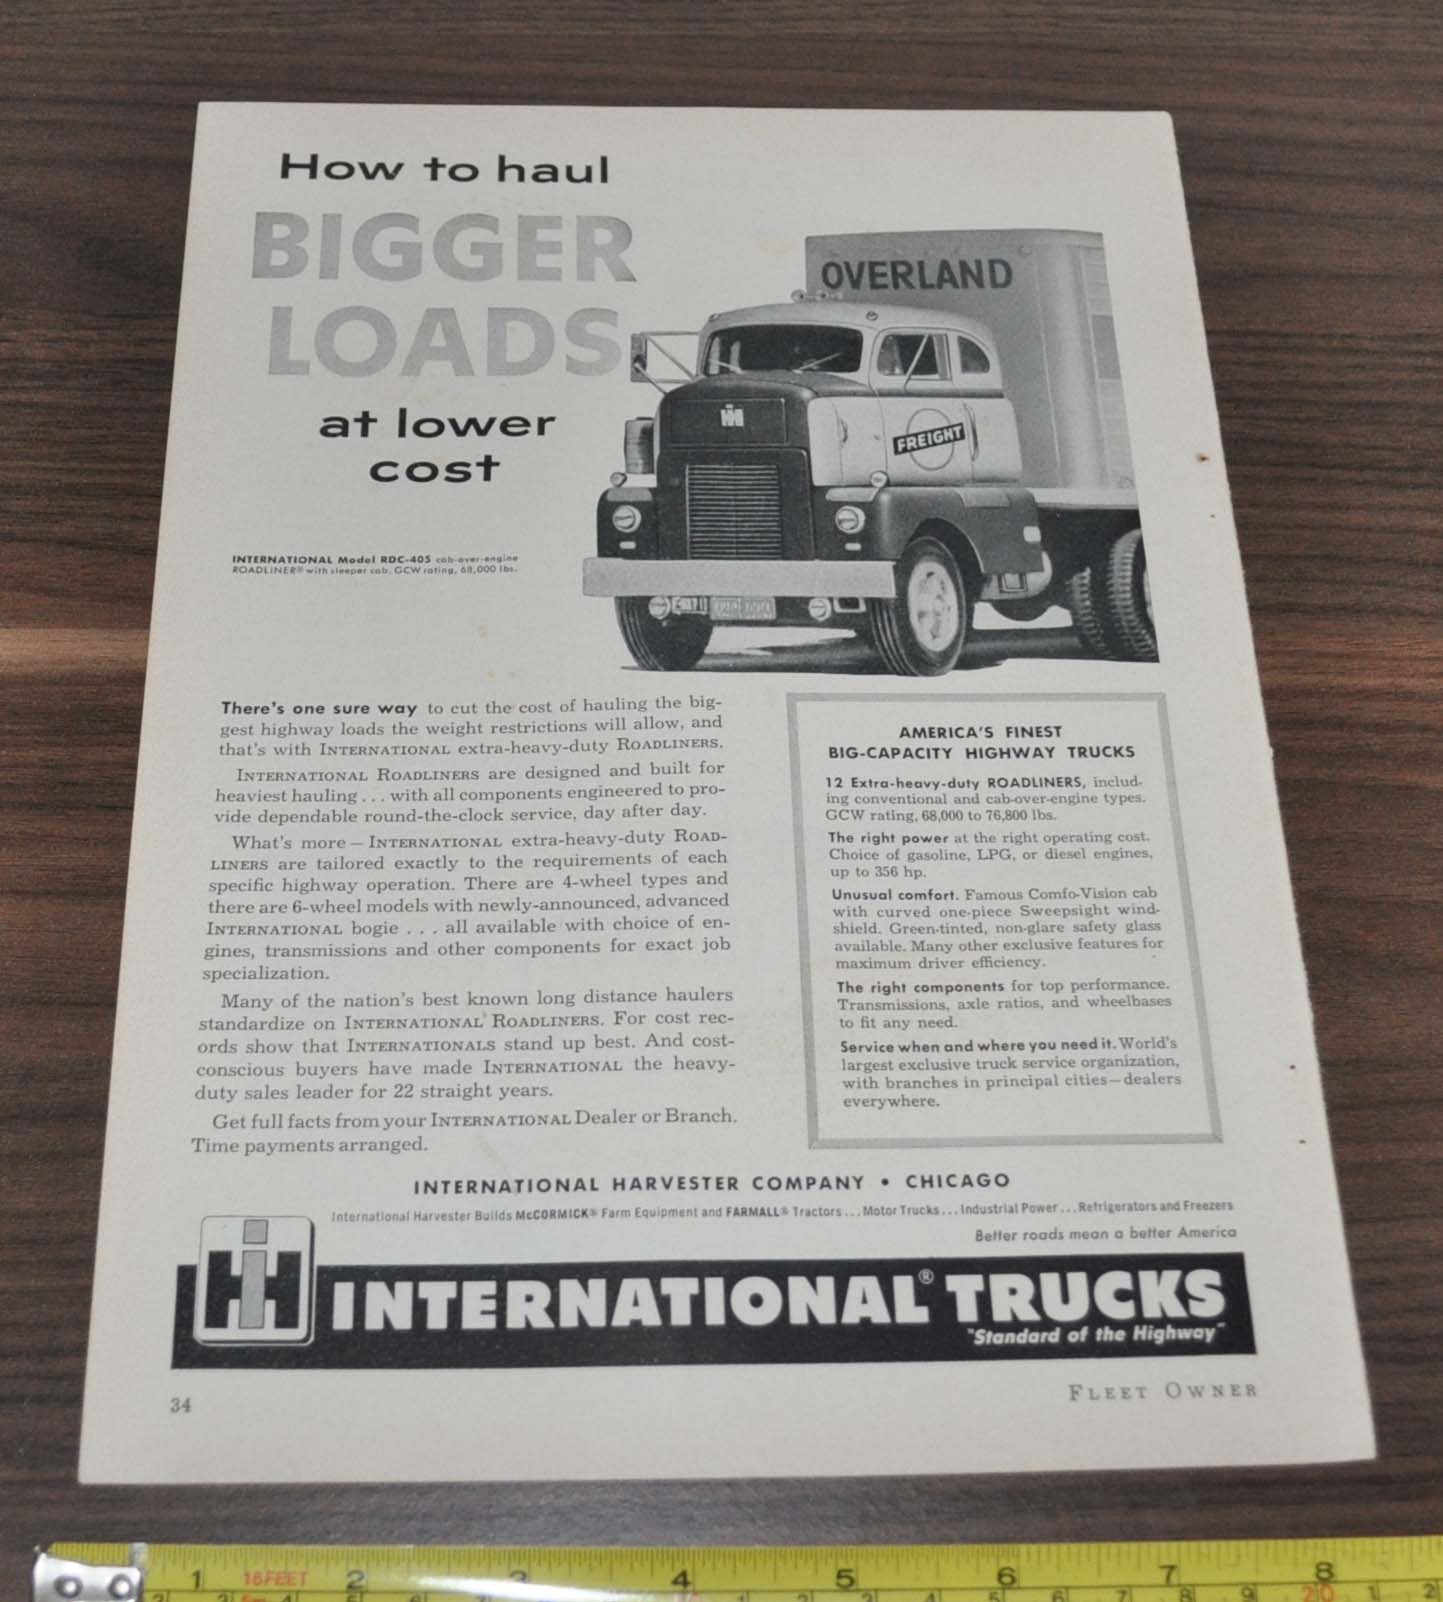 How to haul
BIGGER
LOADS
at lower
cost
OVERLAND
FREIGHT
INTERNATIONAL Model RDC-405 cab-over-engine
ROADLINER® with sleeper cab. GCW rating, 68,000 lbs.
There's one sure way to cut the cost of hauling the big-
gest highway loads the weight restrictions will allow, and
that's with INTERNATIONAL extra-heavy-duty ROADLINERS.
INTERNATIONAL ROADLINERS are designed and built for
heaviest hauling . . . with all components engineered to pro-
vide dependable round-the-clock service, day after day.
What's more — INTERNATIONAL extra-heavy-duty ROAD-
LINERS are tailored exactly to the requirements of each
specific highway operation. There are 4-wheel types and
there are 6-wheel models with newly-announced, advanced
INTERNATIONAL bogie . . . all available with choice of en-
gines, transmissions and other components for exact job
specialization.
Many of the nation's best known long distance haulers
standardize on INTERNATIONAL ROADLINERS. For cost rec-
ords show that INTERNATIONALS stand up best. And cost-
conscious buyers have made INTERNATIONAL the heavy-
duty sales leader for 22 straight years.
Get full facts from your INTERNATIONAL Dealer or Branch.
Time payments arranged.
AMERICA'S FINEST
BIG-CAPACITY HIGHWAY TRUCKS
12 Extra-heavy-duty ROADLINERS, includ-
ing conventional and cab-over-engine types.
GCW rating, 68,000 to 76,800 lbs.
The right power at the right operating cost.
Choice of gasoline, LPG, or diesel engines,
up to 356 hp.
Unusual comfort. Famous Comfo-Vision cab
with curved one-piece Sweepsight wind-
shield. Green-tinted, non-glare safety glass
available. Many other exclusive features for
maximum driver efficiency.
The right components for top performance.
Transmissions, axle ratios, and wheelbases
to fit any need.
Service when and where you need it. World's
largest exclusive truck service organization,
with branches in principal cities—dealers
everywhere.
INTERNATIONAL HARVESTER COMPANY • CHICAGO
International Harvester Builds McCORMICK® Farm Equipment and FARMALL® Tractors . . . Motor Trucks . . . Industrial Power . . . Refrigerators and Freezers
Better roads mean a better America
IH INTERNATIONAL® TRUCKS
"Standard of the Highway"
34
FLEET OWNER
1 16FEET 2 3 4 5 6 7 8